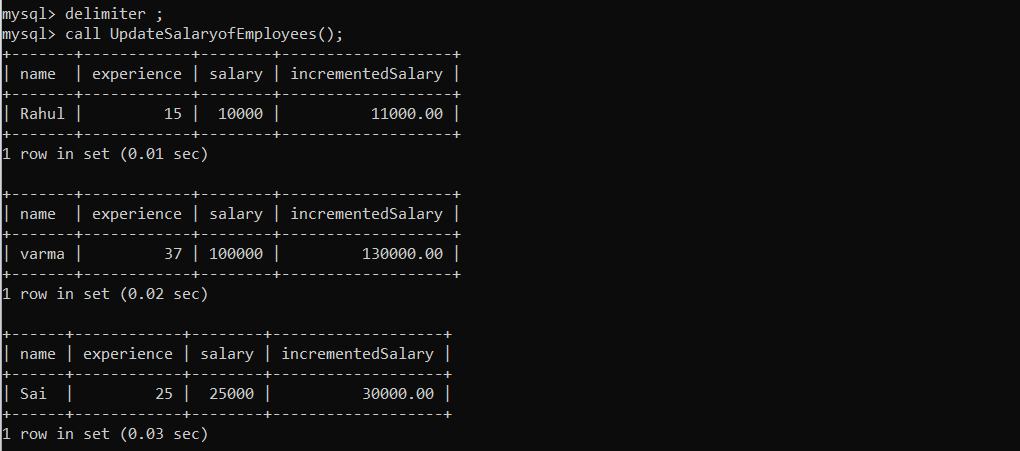 mysql> delimiter ;
mysql> call UpdateSalaryofEmployees();
+-------+------------+--------+-------------------+
| name  | experience | salary | incrementedSalary |
+-------+------------+--------+-------------------+
| Rahul |         15 |  10000 |          11000.00 |
+-------+------------+--------+-------------------+
1 row in set (0.01 sec)

+-------+------------+--------+-------------------+
| name  | experience | salary | incrementedSalary |
+-------+------------+--------+-------------------+
| varma |         37 | 100000 |         130000.00 |
+-------+------------+--------+-------------------+
1 row in set (0.02 sec)

+------+------------+--------+-------------------+
| name | experience | salary | incrementedSalary |
+------+------------+--------+-------------------+
| Sai  |         25 |  25000 |          30000.00 |
+------+------------+--------+-------------------+
1 row in set (0.03 sec)